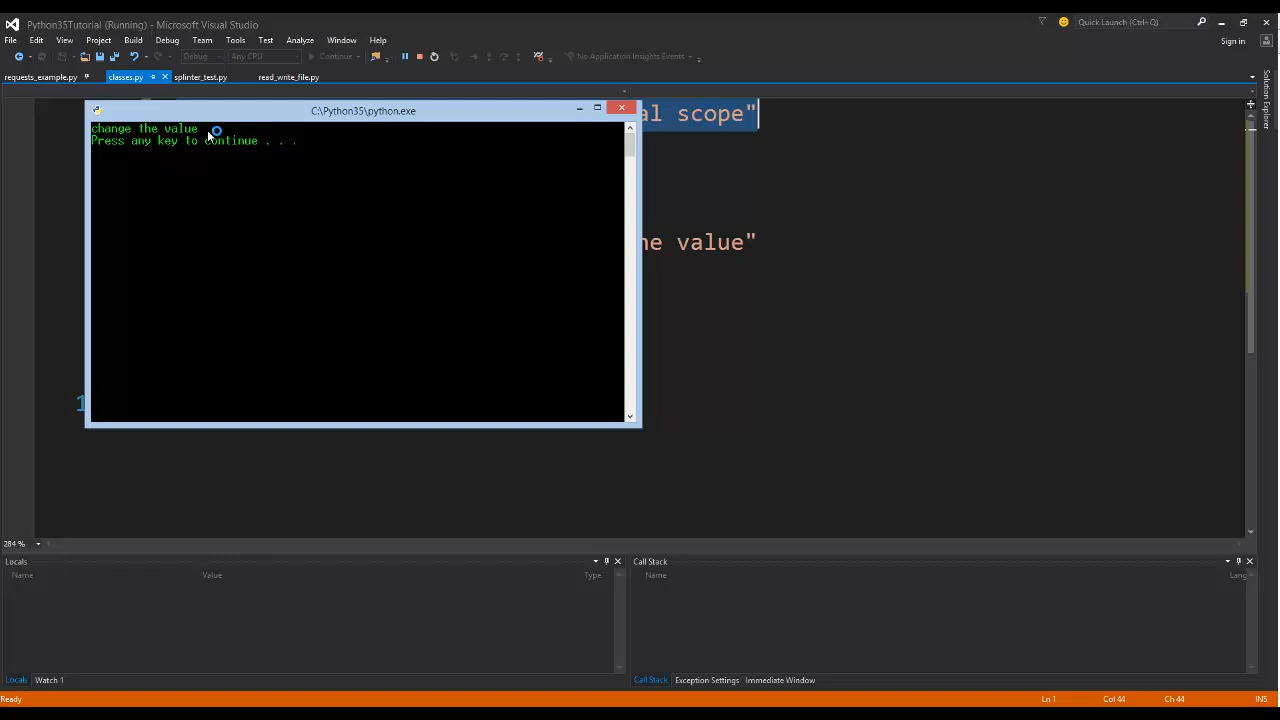 Python35Tutorial (Running) - Microsoft Visual Studio
Quick Launch (Ctrl+Q)
File Edit View Project Build Debug Team Tools Test Analyze Window Help
Sign in
Debug Any CPU Continue No Application Insights Events
requests_example.py classes.py splinter_test.py read_write_file.py
Solution Explorer
C:\Python35\python.exe
al scope"
change the value
Press any key to continue . . .
he value"
1
284 %
Locals
Call Stack
Name Value Type
Name Lang
Locals Watch 1
Call Stack Exception Settings Immediate Window
Ready
Ln 1 Col 44 Ch 44 INS